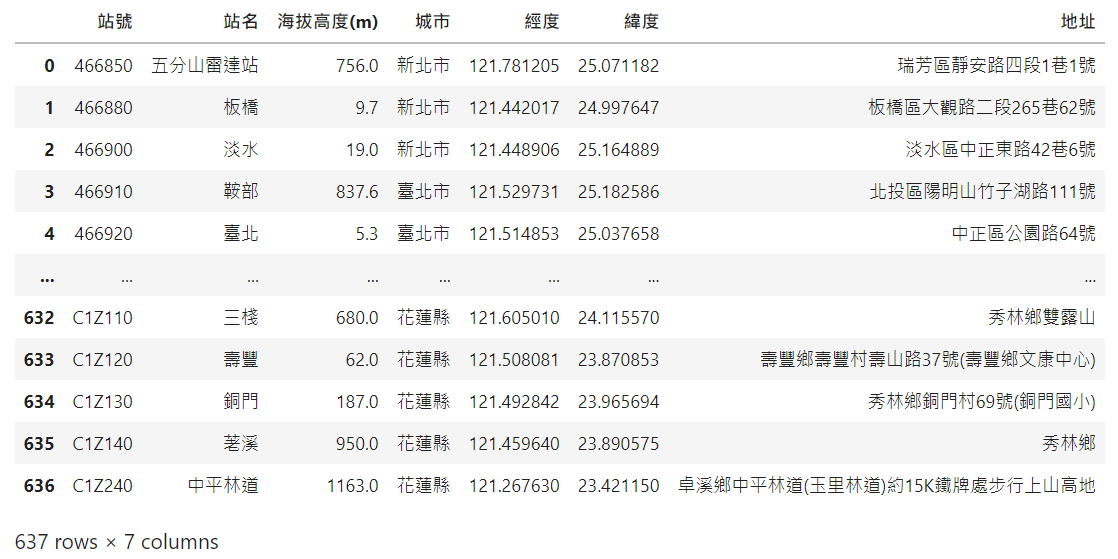 站號 站名 海拔高度(m) 城市 經度 緯度 地址
0 466850 五分山雷達站 756.0 新北市 121.781205 25.071182 瑞芳區靜安路四段1巷1號
1 466880 板橋 9.7 新北市 121.442017 24.997647 板橋區大觀路二段265巷62號
2 466900 淡水 19.0 新北市 121.448906 25.164889 淡水區中正東路42巷6號
3 466910 鞍部 837.6 臺北市 121.529731 25.182586 北投區陽明山竹子湖路111號
4 466920 臺北 5.3 臺北市 121.514853 25.037658 中正區公園路64號
... ... ... ... ... ... ... ...
632 C1Z110 三棧 680.0 花蓮縣 121.605010 24.115570 秀林鄉雙露山
633 C1Z120 壽豐 62.0 花蓮縣 121.508081 23.870853 壽豐鄉壽豐村壽山路37號(壽豐鄉文康中心)
634 C1Z130 銅門 187.0 花蓮縣 121.492842 23.965694 秀林鄉銅門村69號(銅門國小)
635 C1Z140 荖溪 950.0 花蓮縣 121.459640 23.890575 秀林鄉
636 C1Z240 中平林道 1163.0 花蓮縣 121.267630 23.421150 卓溪鄉中平林道(玉里林道)約15K鐵牌處步行上山高地
637 rows × 7 columns